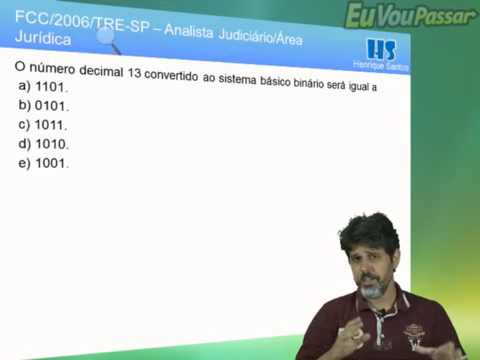 EuVouPassar
FCC/2006/TRE-SP – Analista Judiciário/Área
Jurídica
HS
Henrique Santos
O número decimal 13 convertido ao sistema básico binário será igual a
a) 1101.
b) 0101.
c) 1011.
d) 1010.
e) 1001.